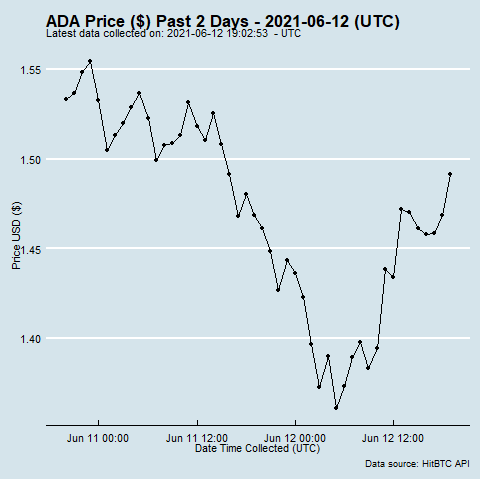 ADA Price ($) Past 2 Days - 2021-06-12 (UTC)
Latest data collected on: 2021-06-12 19:02:53 - UTC
1.55
1.50
1.45
1.40
Price USD ($)
Jun 11 00:00 Jun 11 12:00 Jun 12 00:00 Jun 12 12:00
Date Time Collected (UTC)
Data source: HitBTC API